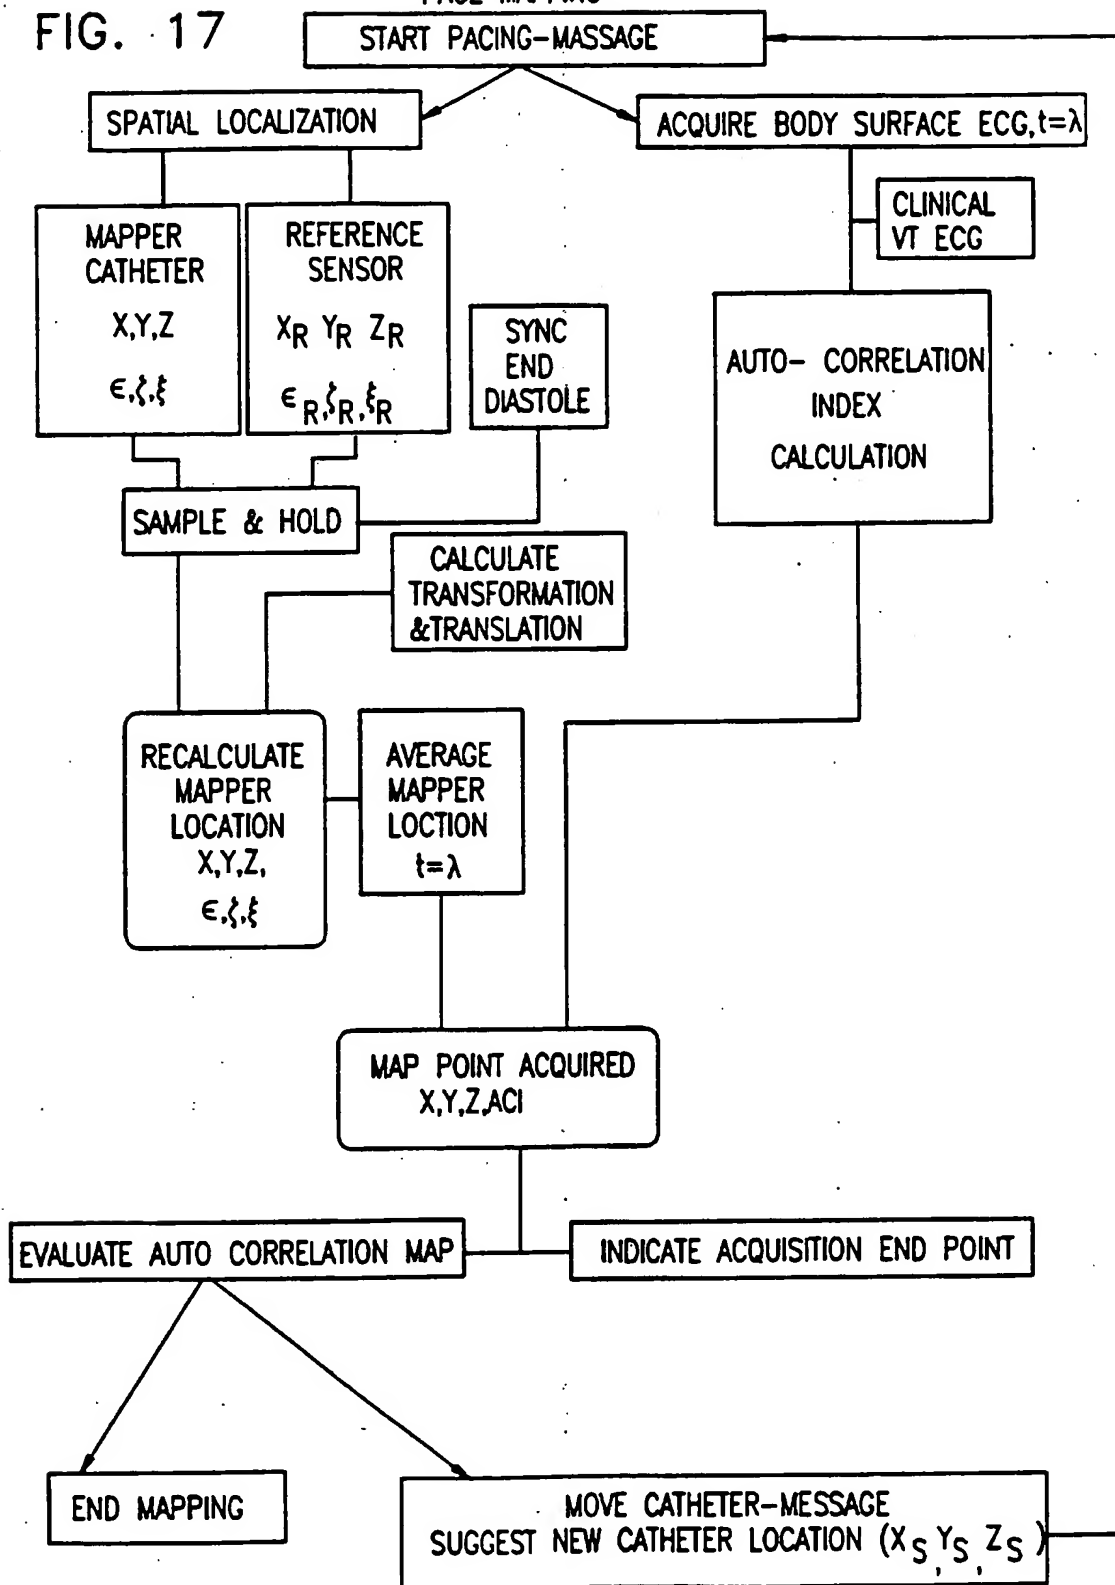 FIG. 17
START PACING-MASSAGE
SPATIAL LOCALIZATION
ACQUIRE BODY SURFACE ECG,t=λ
CLINICAL
VT ECG
MAPPER
CATHETER
X,Y,Z
ϵ,ζ,ξ
REFERENCE
SENSOR
XR YR ZR
ϵR,ζR,ξR
SYNC
END
DIASTOLE
AUTO- CORRELATION
INDEX
CALCULATION
SAMPLE & HOLD
CALCULATE
TRANSFORMATION
&TRANSLATION
RECALCULATE
MAPPER
LOCATION
X,Y,Z,
ϵ,ζ,ξ
AVERAGE
MAPPER
LOCTION
t=λ
MAP POINT ACQUIRED
X,Y,Z,ACI
EVALUATE AUTO CORRELATION MAP
INDICATE ACQUISITION END POINT
END MAPPING
MOVE CATHETER-MESSAGE
SUGGEST NEW CATHETER LOCATION (XS,YS,ZS)